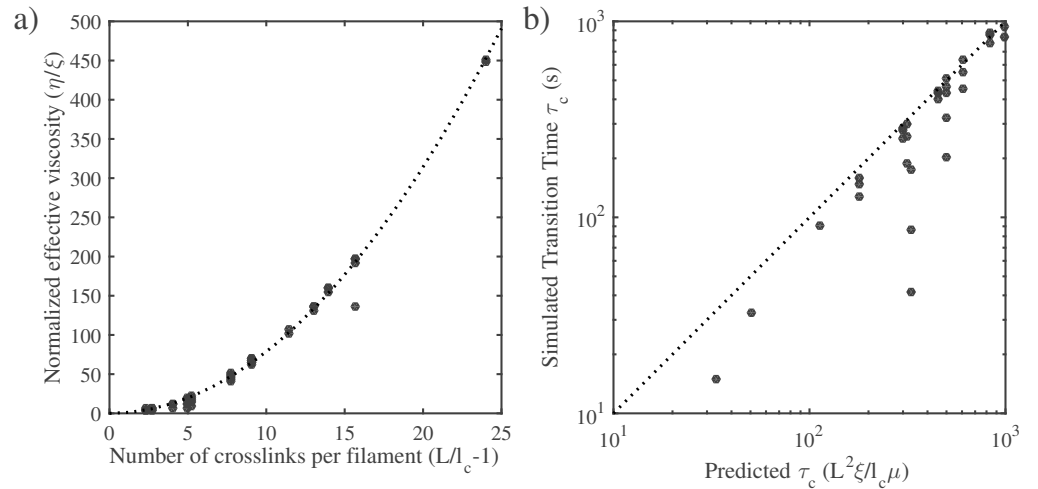 a)
Normalized effective viscosity (η/ξ)
500
450
400
350
300
250
200
150
100
50
0
0 5 10 15 20 25
Number of crosslinks per filament (L/l_c-1)
b)
Simulated Transition Time τ_c (s)
10^3
10^2
10^1
10^1 10^2 10^3
Predicted τ_c (L^2ξ/l_cμ)